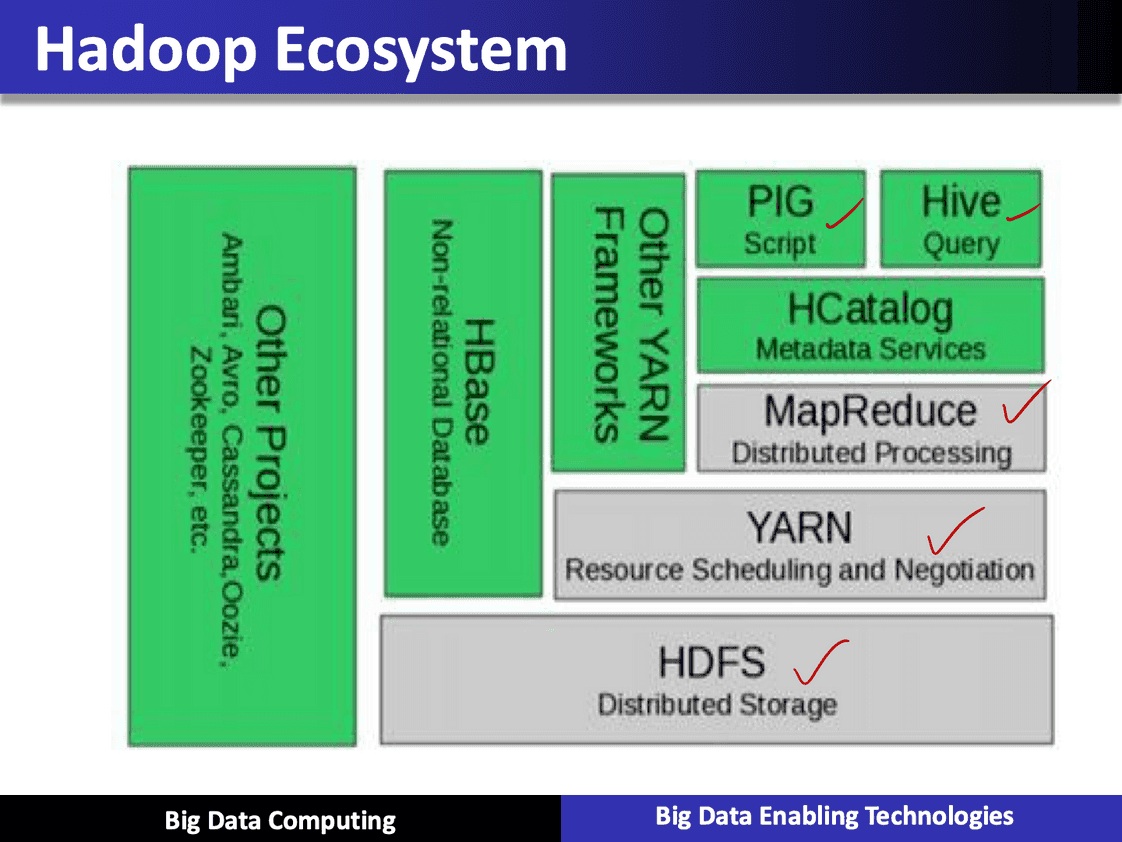 Hadoop Ecosystem
Other Projects
Ambari, Avro, Cassandra,Oozie,
Zookeeper, etc.
HBase
Non-relational Database
Other YARN
Frameworks
PIG
Script
Hive
Query
HCatalog
Metadata Services
MapReduce
Distributed Processing
YARN
Resource Scheduling and Negotiation
HDFS
Distributed Storage
Big Data Computing
Big Data Enabling Technologies